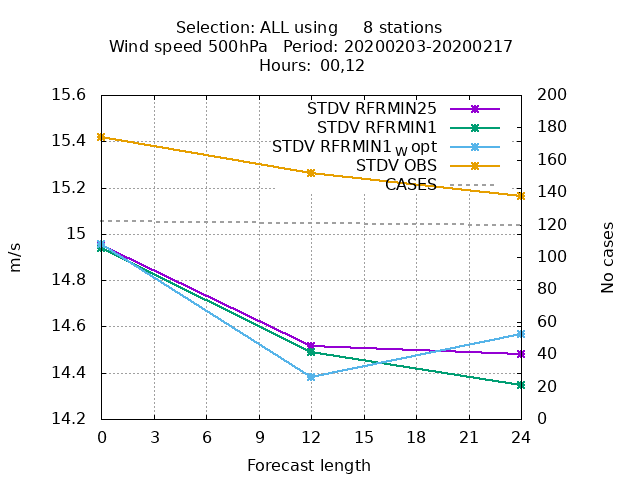 Selection: ALL using 8 stations
Wind speed 500hPa Period: 20200203-20200217
Hours: 00,12
15.6
15.4
15.2
15
14.8
14.6
14.4
14.2
m/s
STDV RFRMIN25
STDV RFRMIN1
STDV RFRMIN1wopt
STDV OBS
CASES
200
180
160
140
120
100
80
60
40
20
0
No cases
0 3 6 9 12 15 18 21 24
Forecast length